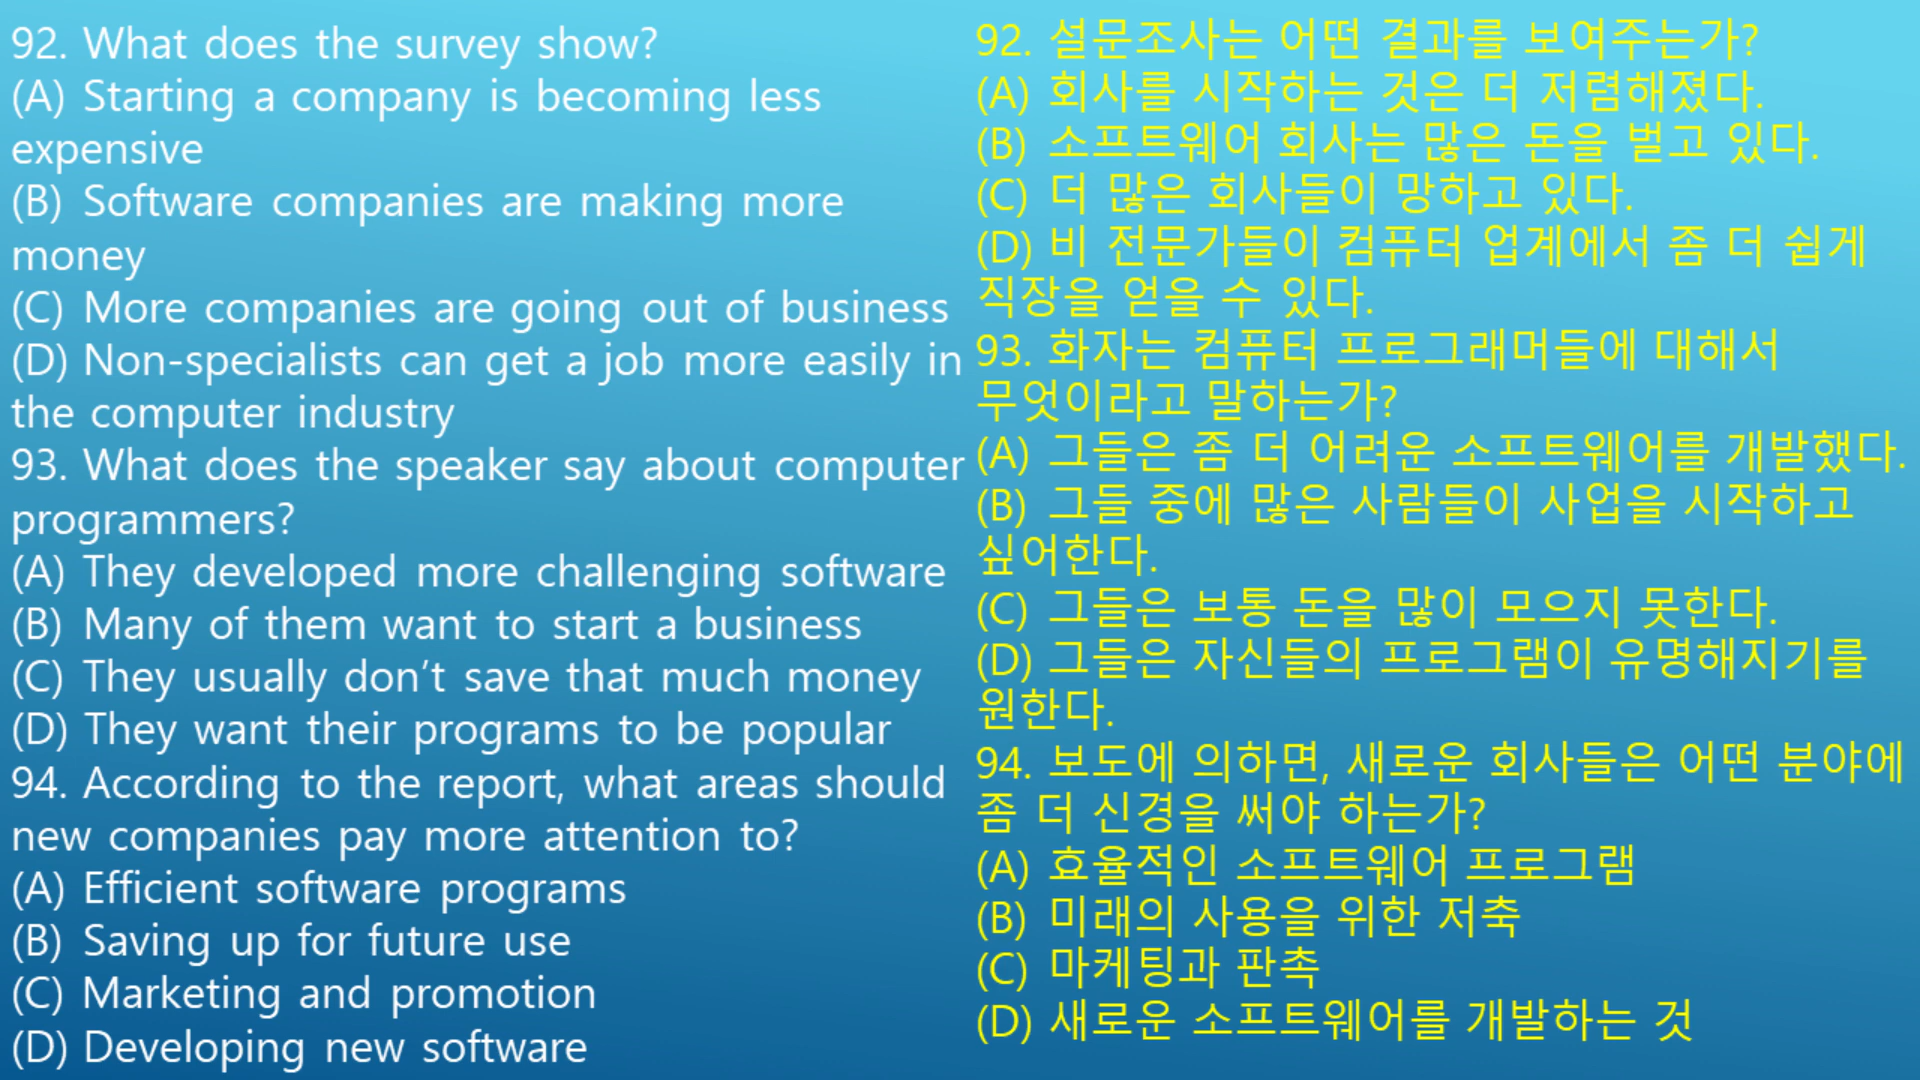 92. What does the survey show?
(A) Starting a company is becoming less
expensive
(B) Software companies are making more
money
(C) More companies are going out of business
(D) Non-specialists can get a job more easily in
the computer industry
93. What does the speaker say about computer
programmers?
(A) They developed more challenging software
(B) Many of them want to start a business
(C) They usually don't save that much money
(D) They want their programs to be popular
94. According to the report, what areas should
new companies pay more attention to?
(A) Efficient software programs
(B) Saving up for future use
(C) Marketing and promotion
(D) Developing new software
92. 설문조사는 어떤 결과를 보여주는가?
(A) 회사를 시작하는 것은 더 저렴해졌다.
(B) 소프트웨어 회사는 많은 돈을 벌고 있다.
(C) 더 많은 회사들이 망하고 있다.
(D) 비 전문가들이 컴퓨터 업계에서 좀 더 쉽게
직장을 얻을 수 있다.
93. 화자는 컴퓨터 프로그래머들에 대해서
무엇이라고 말하는가?
(A) 그들은 좀 더 어려운 소프트웨어를 개발했다.
(B) 그들 중에 많은 사람들이 사업을 시작하고
싶어한다.
(C) 그들은 보통 돈을 많이 모으지 못한다.
(D) 그들은 자신들의 프로그램이 유명해지기를
원한다.
94. 보도에 의하면, 새로운 회사들은 어떤 분야에
좀 더 신경을 써야 하는가?
(A) 효율적인 소프트웨어 프로그램
(B) 미래의 사용을 위한 저축
(C) 마케팅과 판촉
(D) 새로운 소프트웨어를 개발하는 것